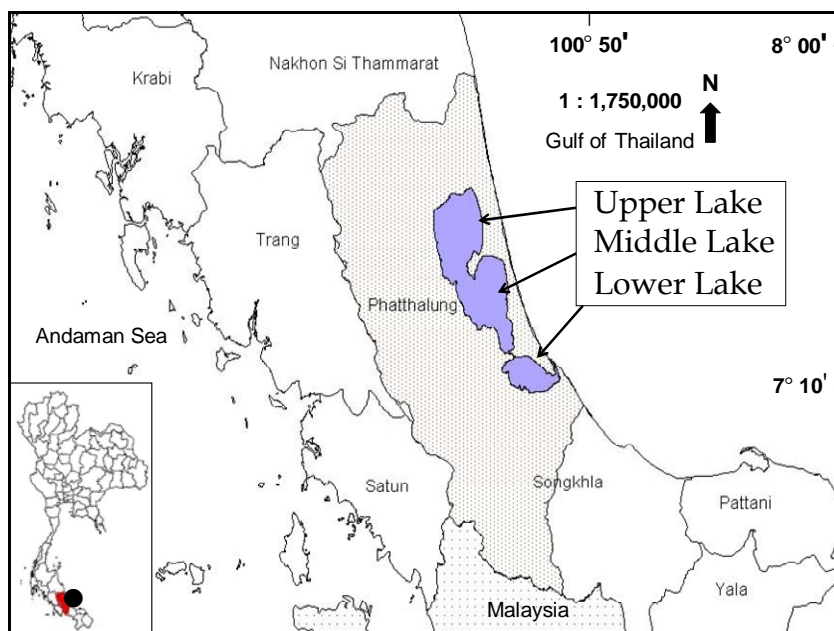 100° 50'
8° 00'
Nakhon Si Thammarat
Krabi
1 : 1,750,000
N
Gulf of Thailand
Upper Lake
Middle Lake
Lower Lake
Trang
Phatthalung
Andaman Sea
7° 10'
Satun
Songkhla
Pattani
Yala
Malaysia